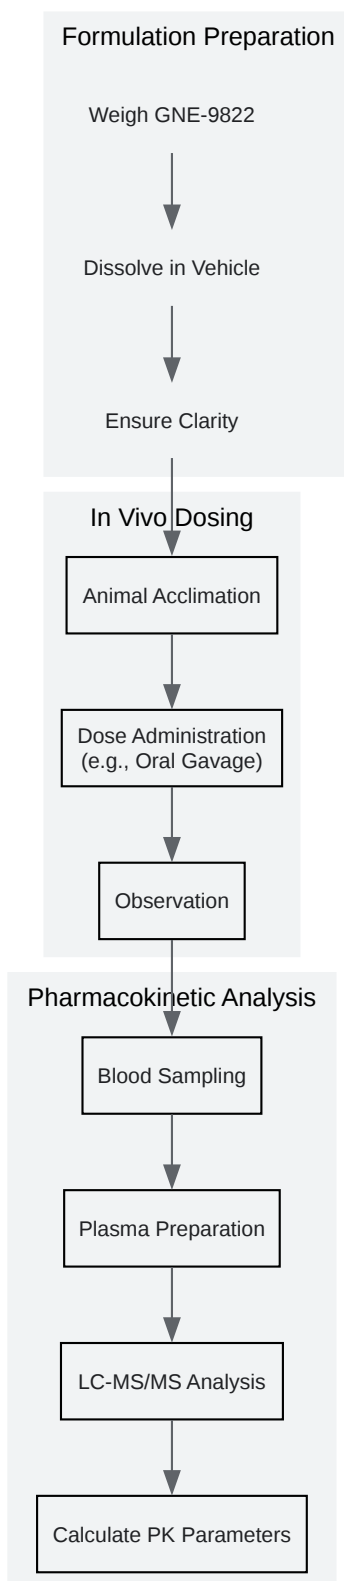 Formulation Preparation
Weigh GNE-9822
Dissolve in Vehicle
Ensure Clarity
In Vivo Dosing
Animal Acclimation
Dose Administration
(e.g., Oral Gavage)
Observation
Pharmacokinetic Analysis
Blood Sampling
Plasma Preparation
LC-MS/MS Analysis
Calculate PK Parameters